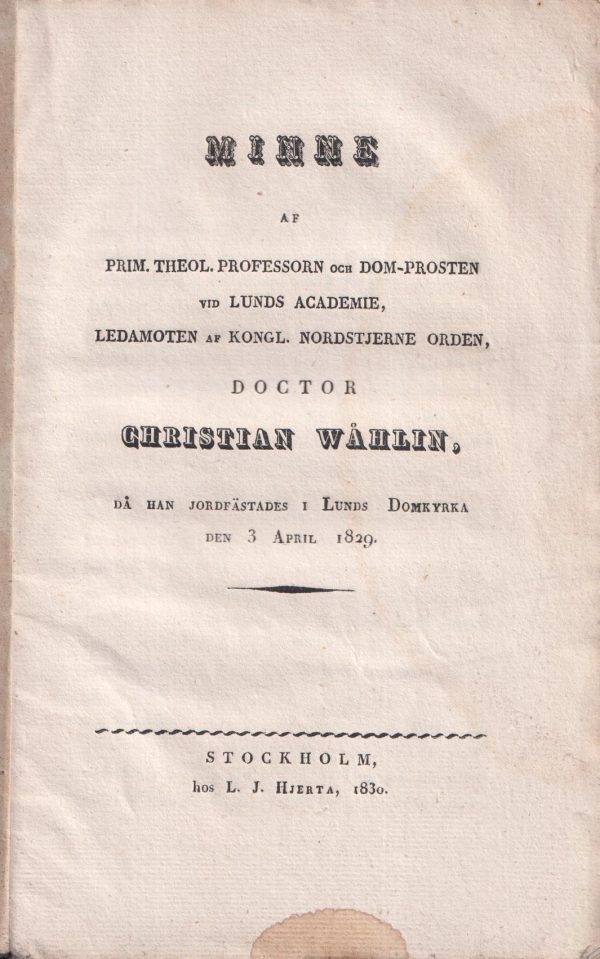 MINNE
AF
PRIM. THEOL. PROFESSORN OCH DOM-PROSTEN
VID LUNDS ACADEMIE,
LEDAMOTEN AF KONGL. NORDSTJERNE ORDEN,
DOCTOR
CHRISTIAN WÅHLIN,
DÅ HAN JORDFÄSTADES I LUNDS DOMKYRKA
DEN 3 APRIL 1829.
STOCKHOLM,
hos L. J. HJERTA, 1830.